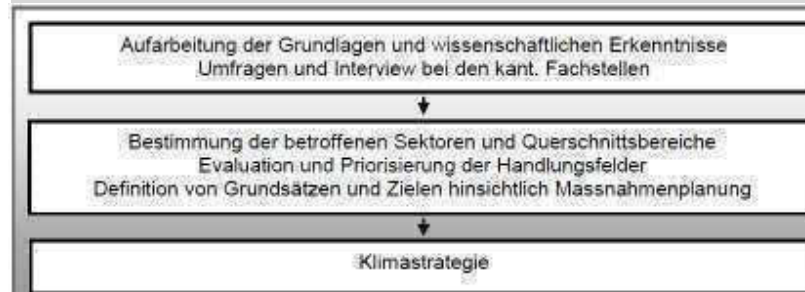 Aufarbeitung der Grundlagen und wissenschaftlichen Erkenntnisse
Umfragen und Interview bei den kant. Fachstellen
Bestimmung der betroffenen Sektoren und Querschnittsbereiche
Evaluation und Priorisierung der Handlungsfelder
Definition von Grundsätzen und Zielen hinsichtlich Massnahmenplanung
Klimastrategie